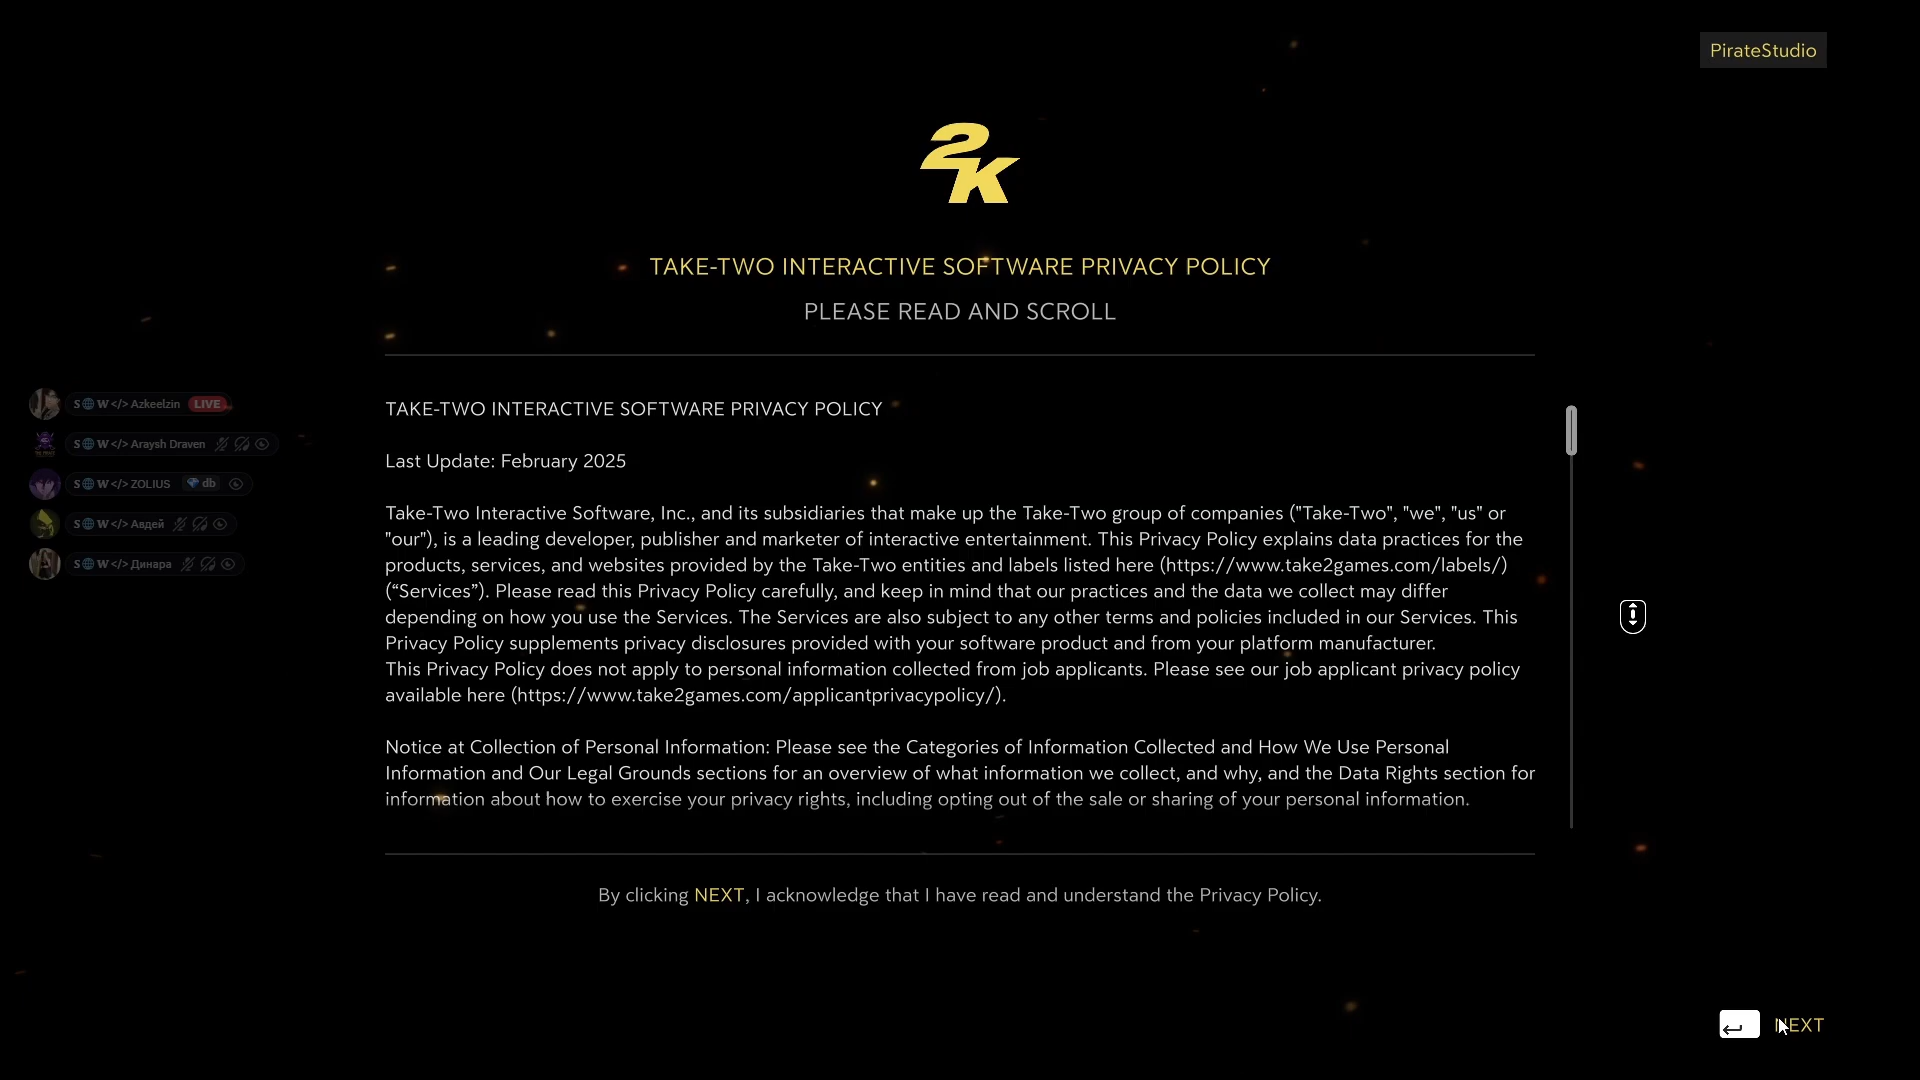 PirateStudio
2K
TAKE-TWO INTERACTIVE SOFTWARE PRIVACY POLICY
PLEASE READ AND SCROLL
S🌐W</> Azkeelzin LIVE
S🌐W</> Araysh Draven
S🌐W</> ZOLIUS 💎 db
S🌐W</> Авдей
S🌐W</> Динара
TAKE-TWO INTERACTIVE SOFTWARE PRIVACY POLICY
Last Update: February 2025
Take-Two Interactive Software, Inc., and its subsidiaries that make up the Take-Two group of companies ("Take-Two", "we", "us" or
"our"), is a leading developer, publisher and marketer of interactive entertainment. This Privacy Policy explains data practices for the
products, services, and websites provided by the Take-Two entities and labels listed here (https://www.take2games.com/labels/)
(“Services”). Please read this Privacy Policy carefully, and keep in mind that our practices and the data we collect may differ
depending on how you use the Services. The Services are also subject to any other terms and policies included in our Services. This
Privacy Policy supplements privacy disclosures provided with your software product and from your platform manufacturer.
This Privacy Policy does not apply to personal information collected from job applicants. Please see our job applicant privacy policy
available here (https://www.take2games.com/applicantprivacypolicy/).
Notice at Collection of Personal Information: Please see the Categories of Information Collected and How We Use Personal
Information and Our Legal Grounds sections for an overview of what information we collect, and why, and the Data Rights section for
information about how to exercise your privacy rights, including opting out of the sale or sharing of your personal information.
By clicking NEXT, I acknowledge that I have read and understand the Privacy Policy.
NEXT